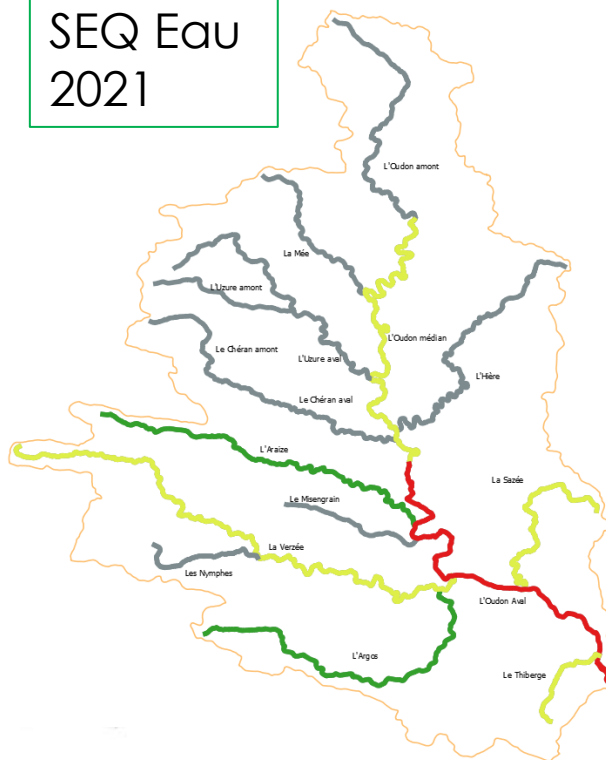 SEQ Eau
2021
L'Oudon amont
La Mée
L'Uzure amont
L'Oudon médian
Le Chéran amont
L'Uzure aval
L'Hière
Le Chéran aval
L'Araize
La Sazée
Le Misengrain
La Verzée
Les Nymphes
L'Oudon Aval
L'Argos
Le Thiberge